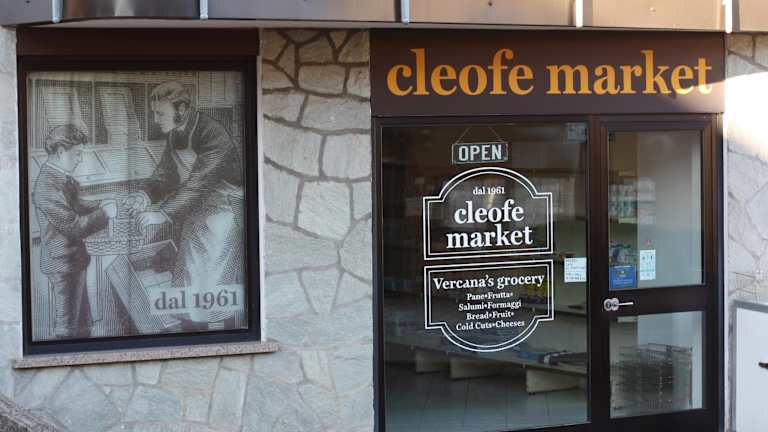 cleofe market
OPEN
dal 1961
cleofe
market
Vercana's grocery
Pane•Frutta•
Salumi•Formaggi
Bread•Fruit•
Cold Cuts•Cheeses
dal 1961